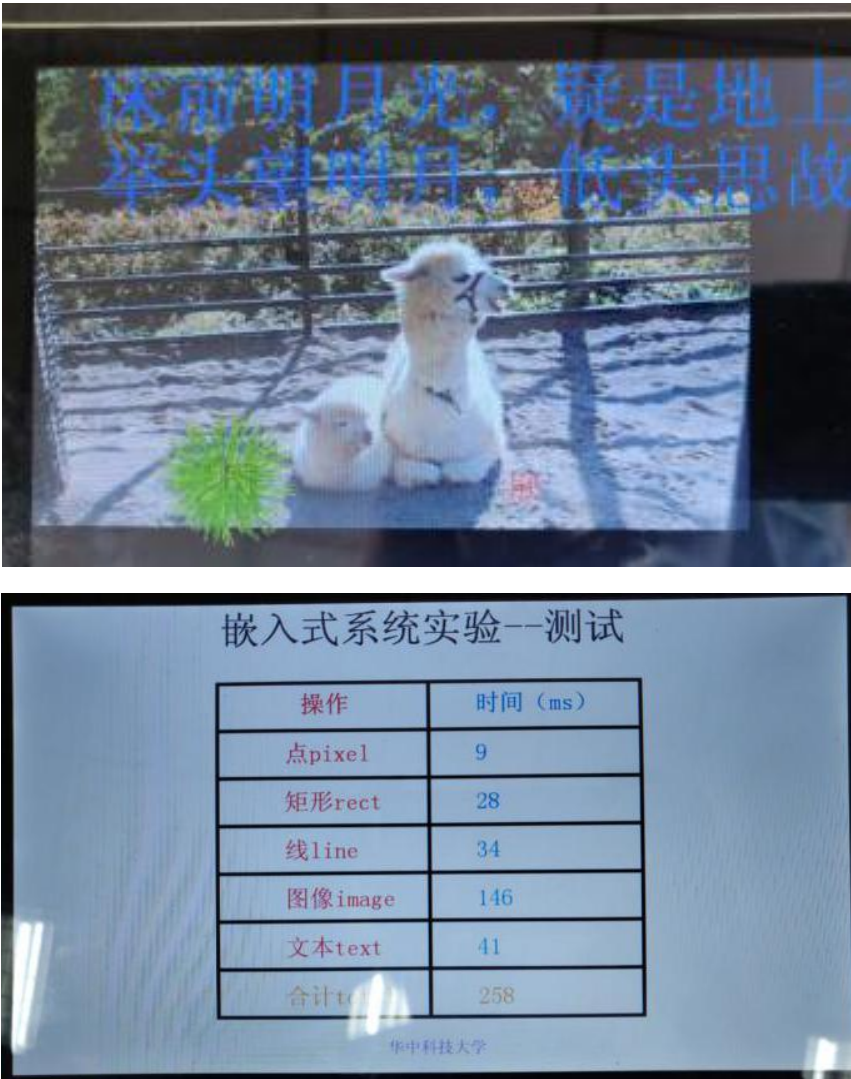 床前明月光，疑是地上
举头望明月，低头思故
嵌入式系统实验--测试
操作 时间（ms）
点pixel 9
矩形rect 28
线line 34
图像image 146
文本text 41
合计 258
华中科技大学